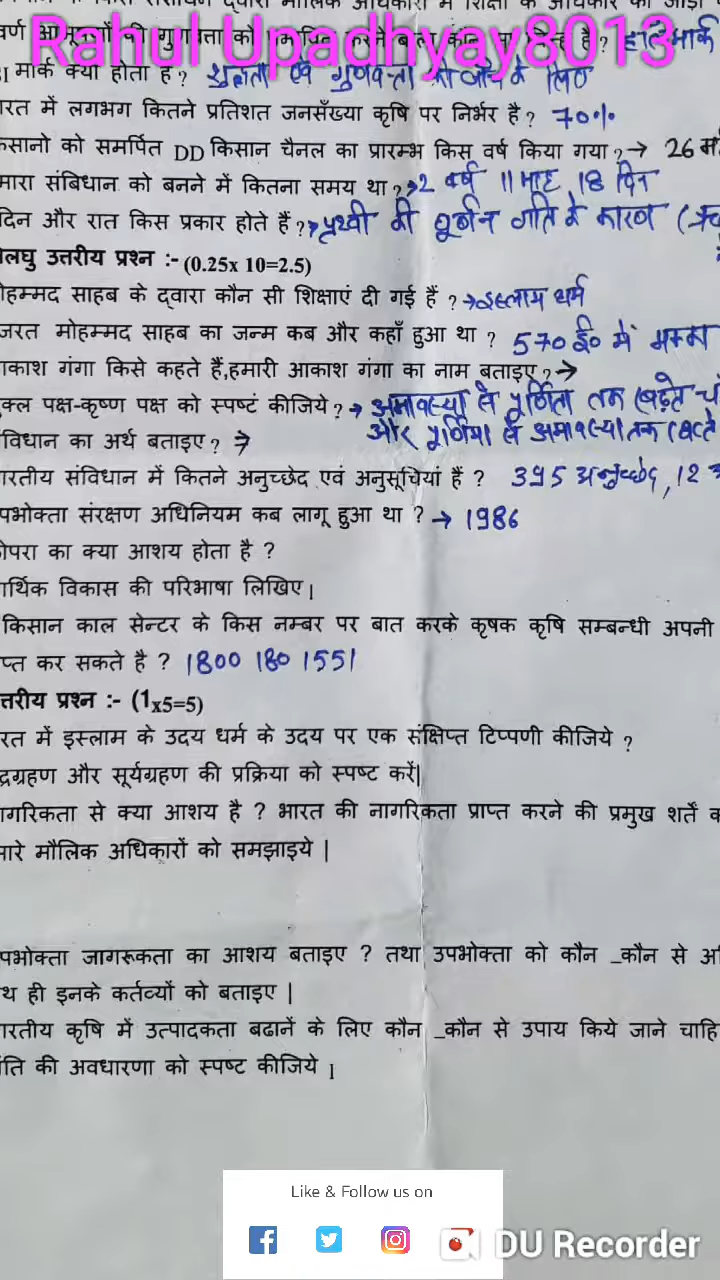 Rahul Upadhyay8013
है? हालमार्क
मार्क क्या होता है? शुद्धता एवं गुणवत्ता की जाँच के लिए
रत में लगभग कितने प्रतिशत जनसँख्या कृषि पर निर्भर है? 70%
सानो को समर्पित DD किसान चैनल का प्रारम्भ किस वर्ष किया गया ?→ 26
मारा संबिधान को बनने में कितना समय था ?→2 वर्ष 11 माह 18 दिन
दिन और रात किस प्रकार होते हैं ?→पृथ्वी की घूर्णन गति के कारण
लघु उत्तरीय प्रश्न :- (0.25x 10=2.5)
हम्मद साहब के द्वारा कौन सी शिक्षाएं दी गई हैं ?→इस्लाम धर्म
जरत मोहम्मद साहब का जन्म कब और कहाँ हुआ था ? 570 ई० में मक्का
काश गंगा किसे कहते हैं,हमारी आकाश गंगा का नाम बताइए ?→
क्ल पक्ष-कृष्ण पक्ष को स्पष्टं कीजिये ?→ अमावस्या से पूर्णिता तक (बढ़ते
और पूर्णिमा से अमावस्या तक (घटते
विधान का अर्थ बताइए ? →
रतीय संविधान में कितने अनुच्छेद एवं अनुसूचियां हैं ? 395 अनुच्छेद, 12
पभोक्ता संरक्षण अधिनियम कब लागू हुआ था ? → 1986
ोपरा का क्या आशय होता है ?
र्थिक विकास की परिभाषा लिखिए|
किसान काल सेन्टर के किस नम्बर पर बात करके कृषक कृषि सम्बन्धी अपनी
प्त कर सकते है ? 1800 180 1551
त्तरीय प्रश्न :- (1x5=5)
रत में इस्लाम के उदय धर्म के उदय पर एक संक्षिप्त टिप्पणी कीजिये ?
द्रग्रहण और सूर्यग्रहण की प्रक्रिया को स्पष्ट करें|
गरिकता से क्या आशय है ? भारत की नागरिकता प्राप्त करने की प्रमुख शर्तें
मारे मौलिक अधिकारों को समझाइये |
पभोक्ता जागरूकता का आशय बताइए ? तथा उपभोक्ता को कौन _कौन से
थ ही इनके कर्तव्यों को बताइए |
रतीय कृषि में उत्पादकता बढानें के लिए कौन _कौन से उपाय किये जाने चाहि
ति की अवधारणा को स्पष्ट कीजिये |
Like & Follow us on
DU Recorder